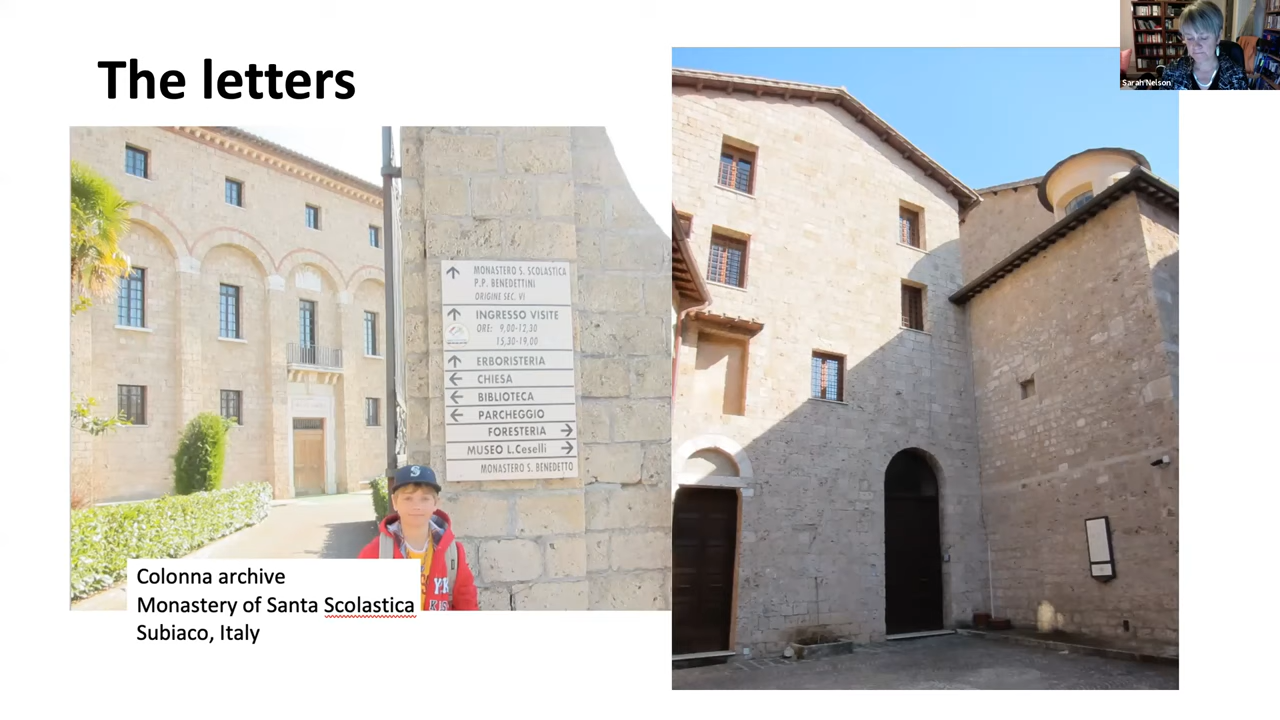 The letters
Sarah Nelson
MONASTERO S. SCOLASTICA
P.P. BENEDETTINI
ORIGINE SEC. VI
INGRESSO VISITE
ORE: 9,00-12,30
15,30-19,00
ERBORISTERIA
CHIESA
BIBLIOTECA
PARCHEGGIO
FORESTERIA
MUSEO L.Ceselli
MONASTERO S. BENEDETTO
Colonna archive
Monastery of Santa Scolastica
Subiaco, Italy